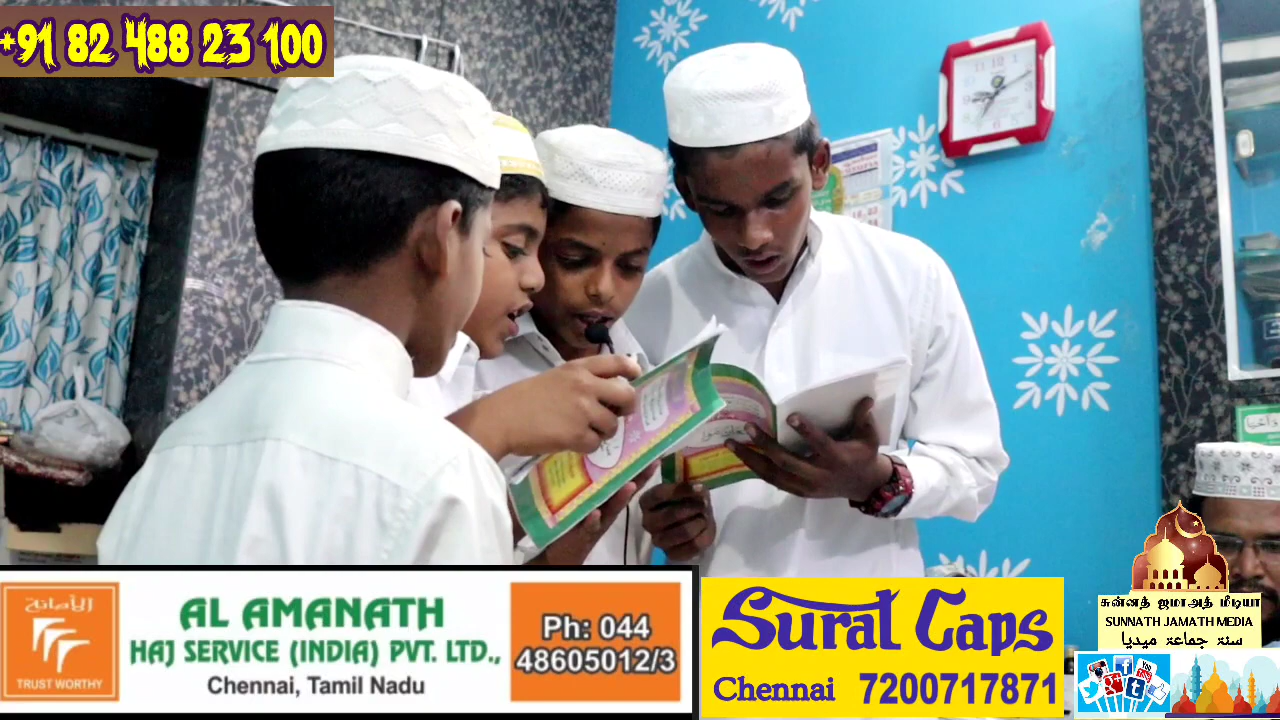 +91 82 488 23 100
AL AMANATH
HAJ SERVICE (INDIA) PVT. LTD.,
Chennai, Tamil Nadu
TRUST WORTHY
Ph: 044
48605012/3
Surat Caps
Chennai 7200717871
சுன்னத் ஜமாஅத் மீடியா
SUNNATH JAMATH MEDIA
سنة جماعة ميديا